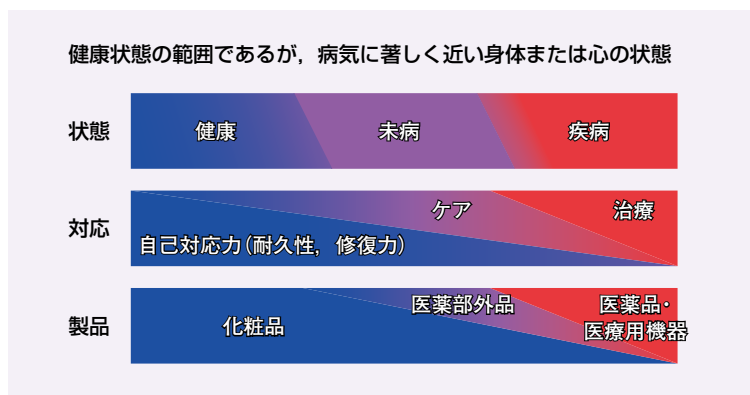 健康状態の範囲であるが，病気に著しく近い身体または心の状態
状態
健康
未病
疾病
対応
ケア
治療
自己対応力（耐久性，修復力）
製品
化粧品
医薬部外品
医薬品・
医療用機器